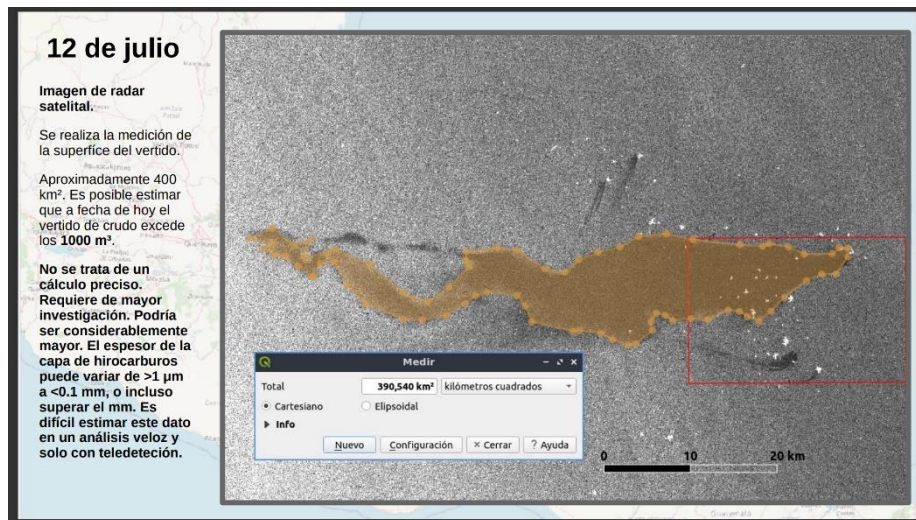 12 de julio
Imagen de radar
satelital.
Se realiza la medición de
la superfíce del vertido.
Aproximadamente 400
km². Es posible estimar
que a fecha de hoy el
vertido de crudo excede
los 1000 m³.
No se trata de un
cálculo preciso.
Requiere de mayor
investigación. Podría
ser considerablemente
mayor. El espesor de la
capa de hirocarburos
puede variar de >1 μm
a <0.1 mm, o incluso
superar el mm. Es
difícil estimar este dato
en un análisis veloz y
solo con teledeteción.
Medir
Total 390,540 km² kilómetros cuadrados
Cartesiano Elipsoidal
Info
Nuevo Configuración Cerrar ? Ayuda
0 10 20 km
Guatemala